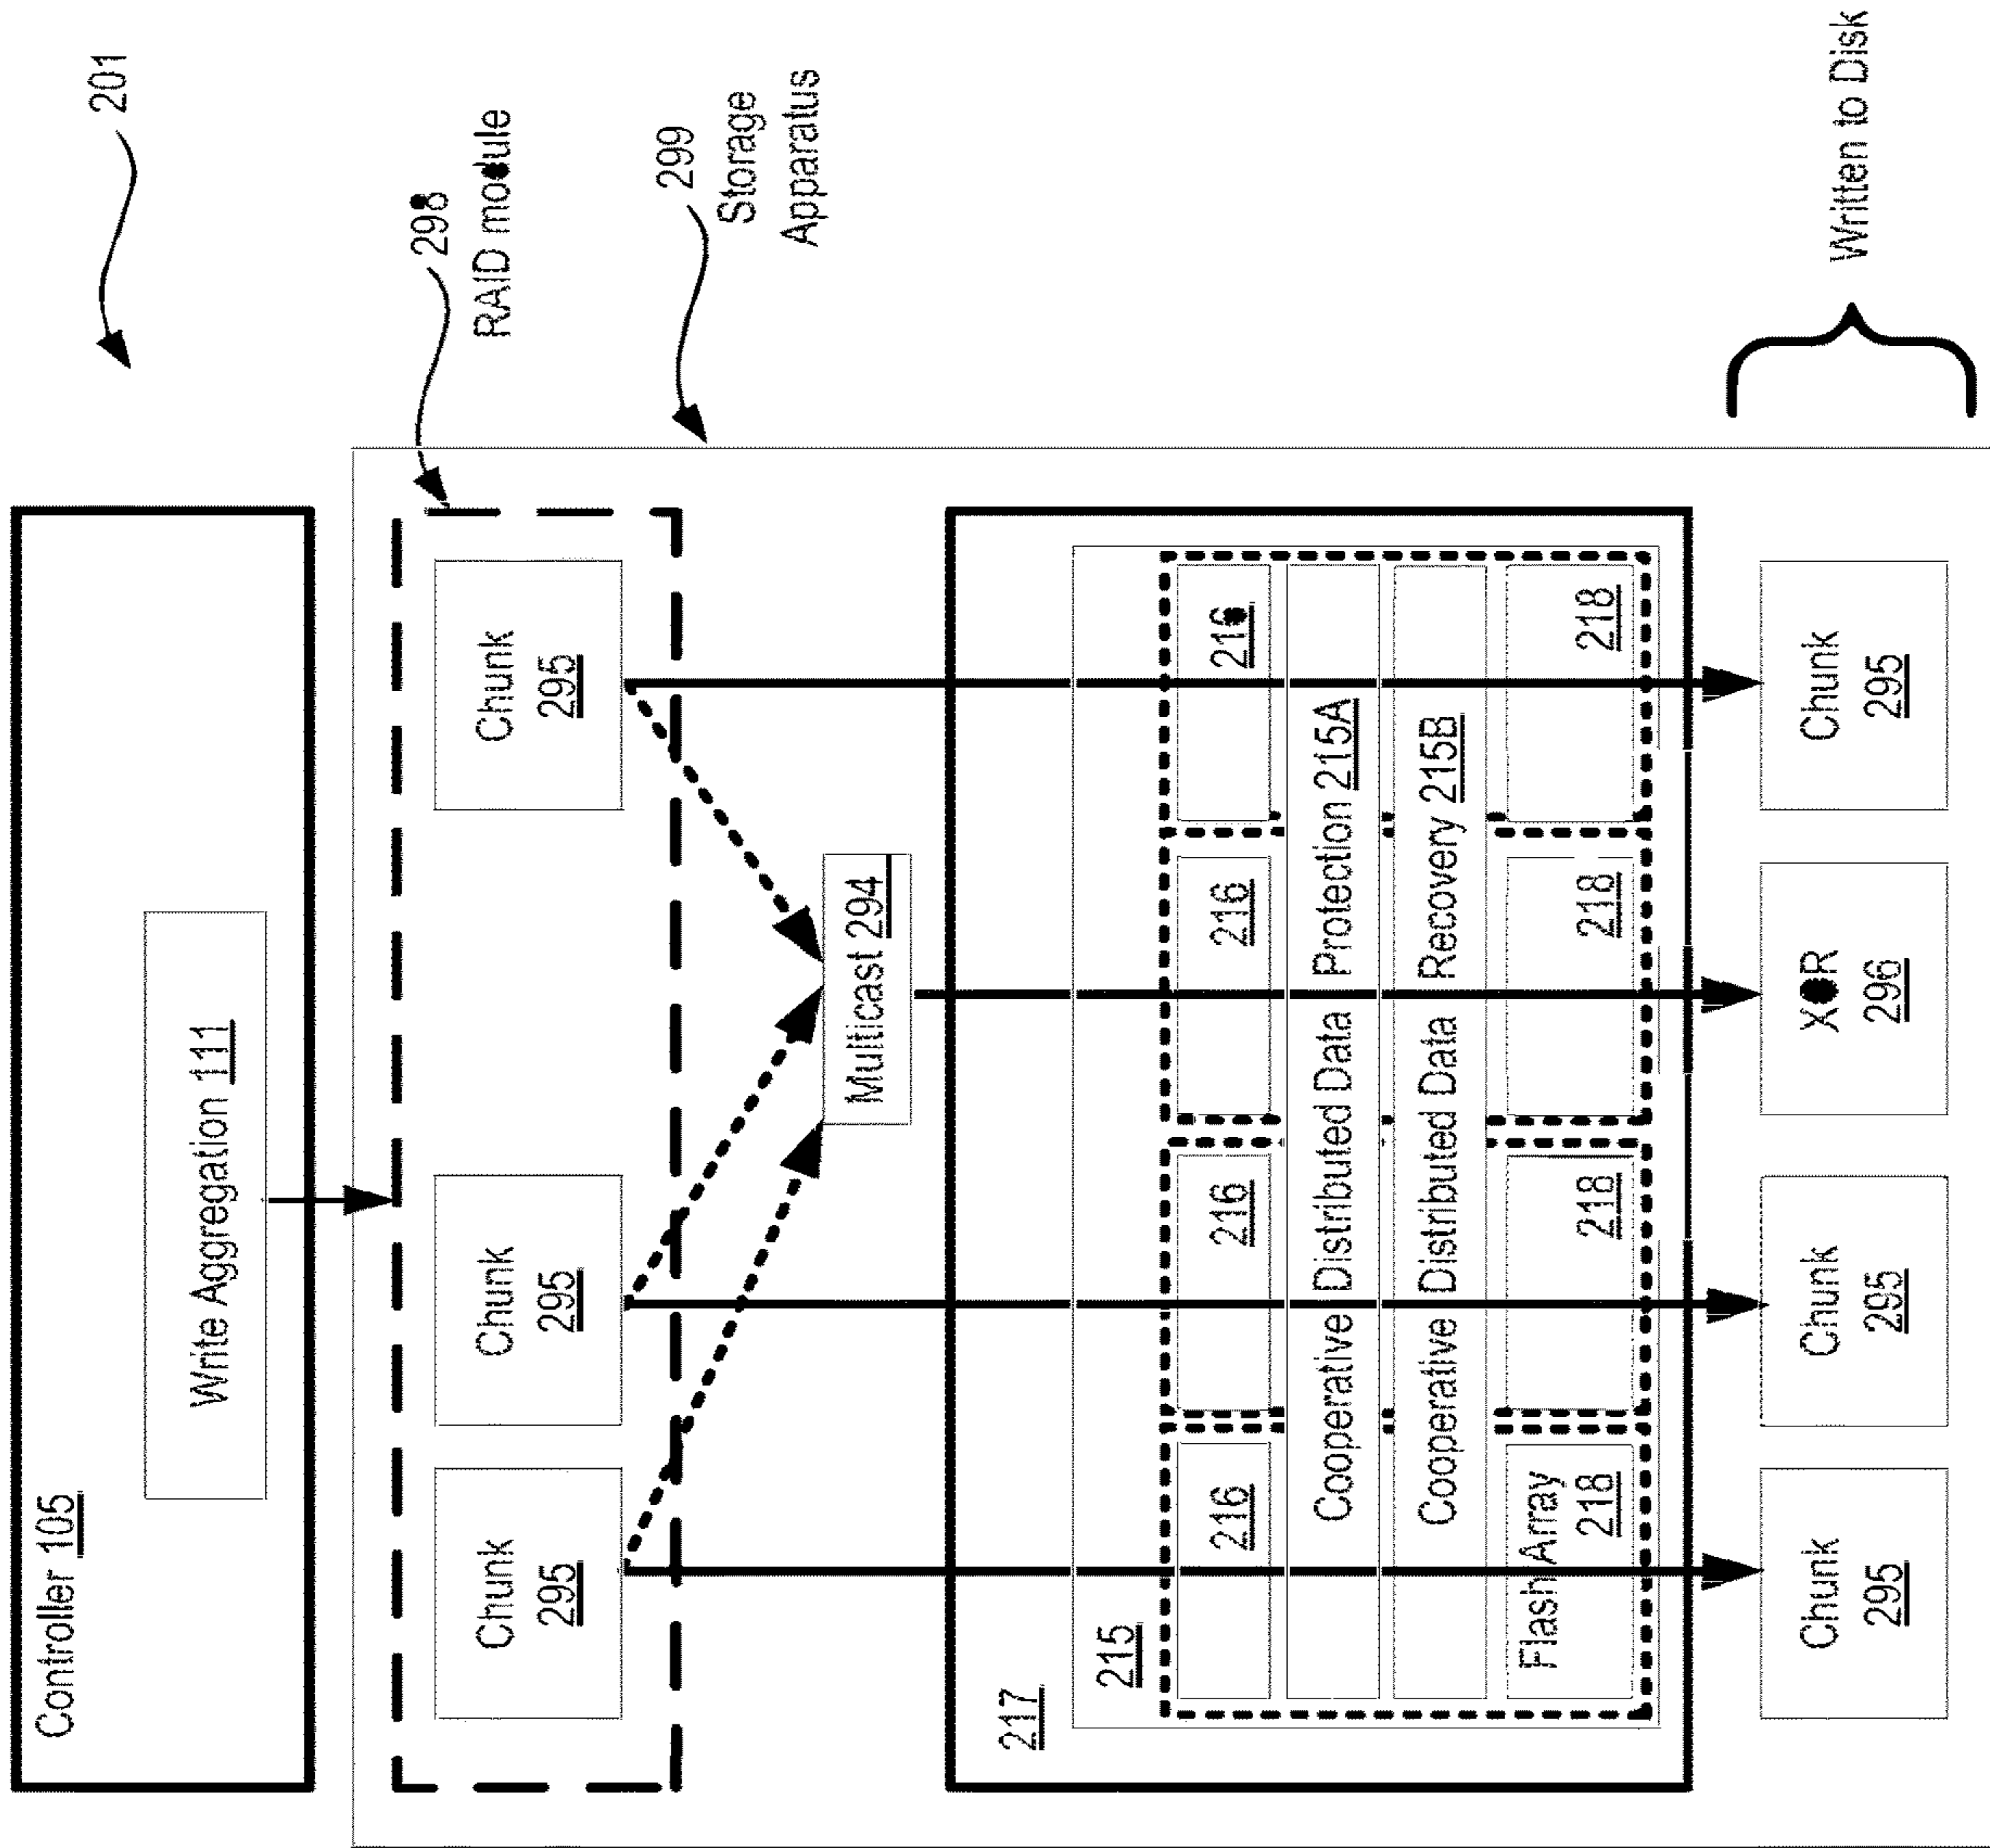 201
Controller 105
Write Aggregation 111
298
RAID module
Chunk
295
Chunk
295
Chunk
295
299
Storage
Apparatus
Multicast 294
217
215
216
216
216
216
Cooperative Distributed Data Protection 215A
Cooperative Distributed Data Recovery 215B
Flash Array
218
218
218
218
Chunk
295
Chunk
295
XOR
296
Chunk
295
Written to Disk